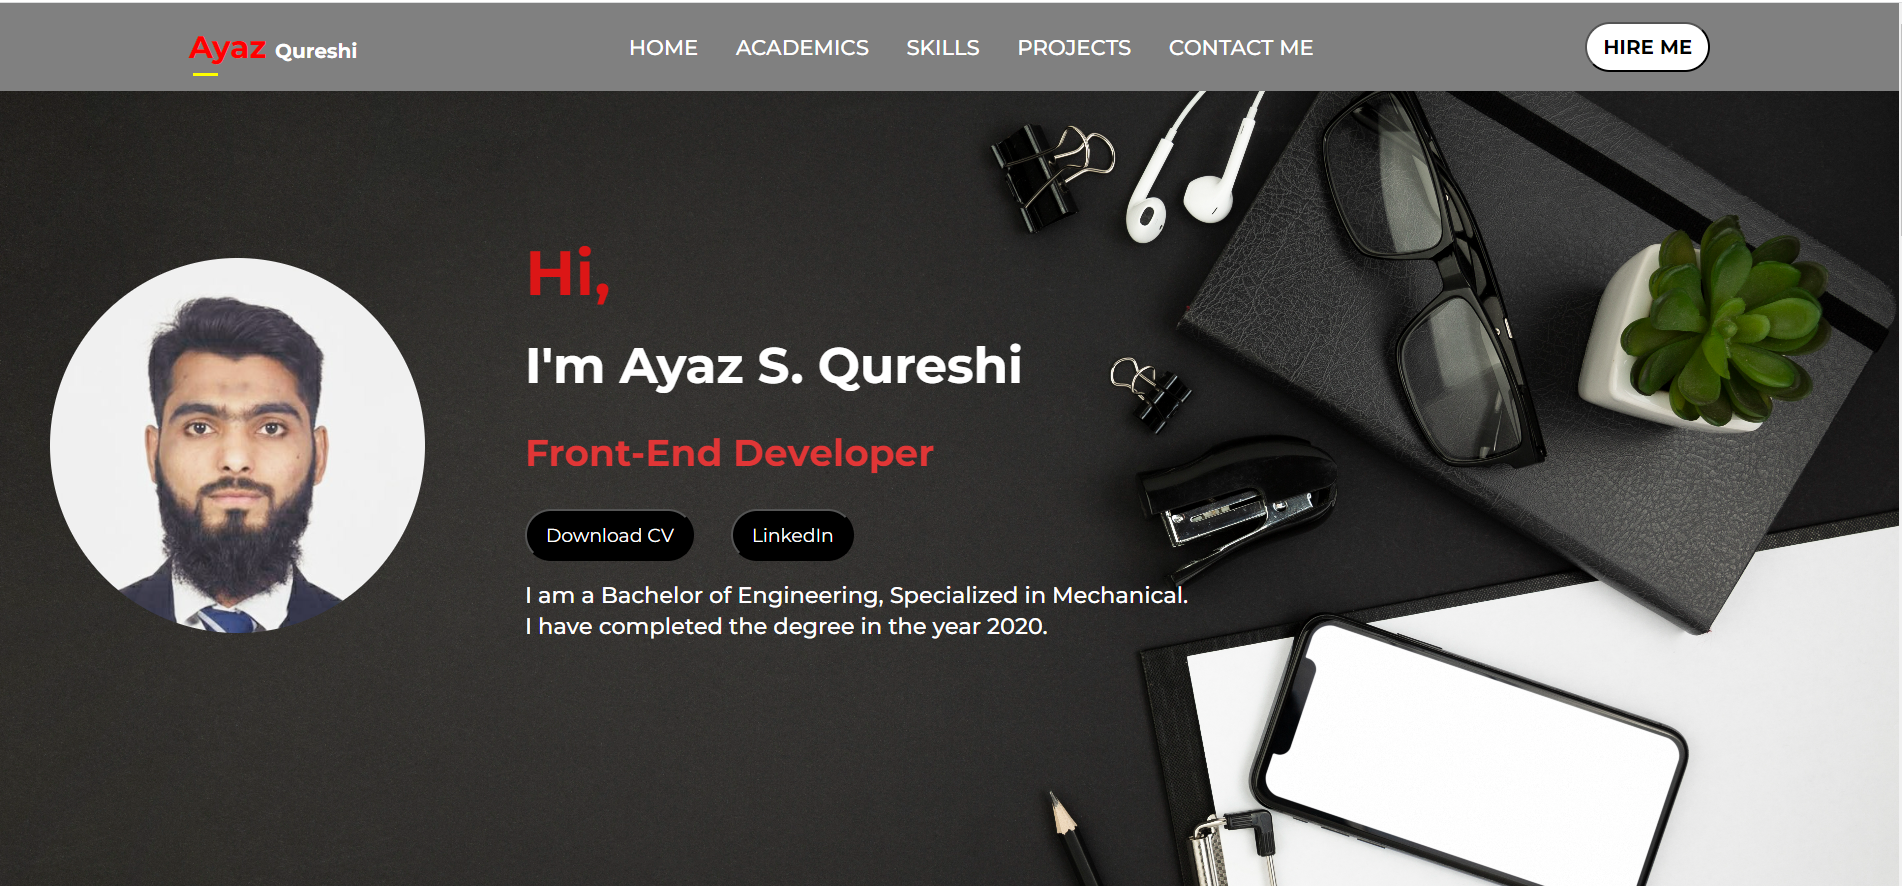 Ayaz Qureshi
HOME ACADEMICS SKILLS PROJECTS CONTACT ME
HIRE ME
Hi,
I'm Ayaz S. Qureshi
Front-End Developer
Download CV LinkedIn
I am a Bachelor of Engineering, Specialized in Mechanical.
I have completed the degree in the year 2020.